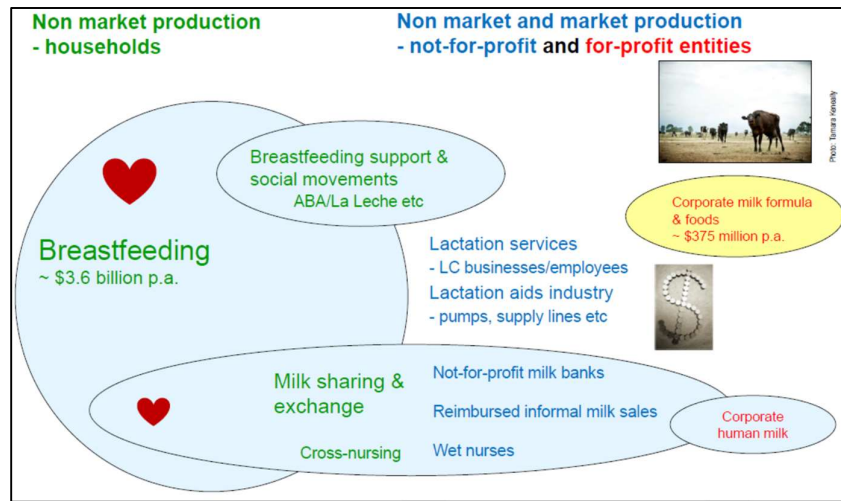 Non market production
- households
Non market and market production
- not-for-profit and for-profit entities
Photo: Tamara Keneally
Breastfeeding support &
social movements
ABA/La Leche etc
Corporate milk formula
& foods
~ $375 million p.a.
Breastfeeding
~ $3.6 billion p.a.
Lactation services
- LC businesses/employees
Lactation aids industry
- pumps, supply lines etc
$
Milk sharing &
exchange
Cross-nursing
Not-for-profit milk banks
Reimbursed informal milk sales
Wet nurses
Corporate
human milk